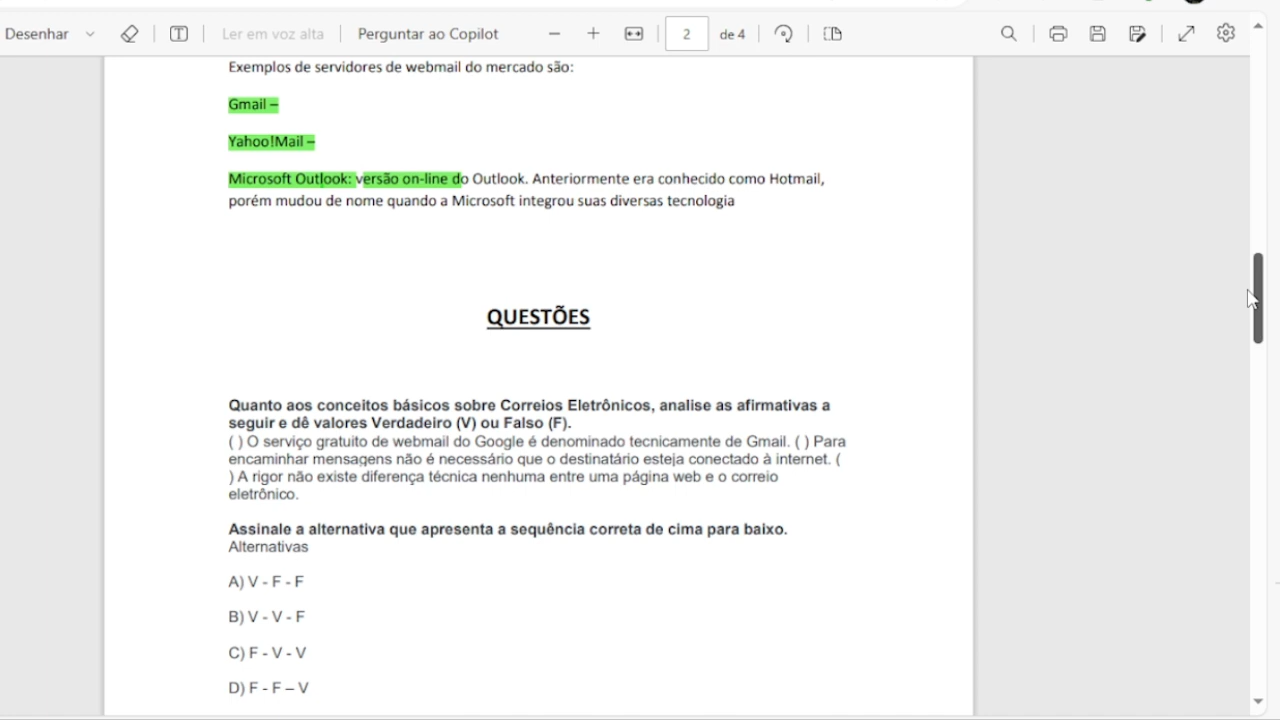 Desenhar
Ler em voz alta
Perguntar ao Copilot
2 de 4
Exemplos de servidores de webmail do mercado são:
Gmail –
Yahoo!Mail –
Microsoft Outlook: versão on-line do Outlook. Anteriormente era conhecido como Hotmail,
porém mudou de nome quando a Microsoft integrou suas diversas tecnologia
QUESTÕES
Quanto aos conceitos básicos sobre Correios Eletrônicos, analise as afirmativas a
seguir e dê valores Verdadeiro (V) ou Falso (F).
( ) O serviço gratuito de webmail do Google é denominado tecnicamente de Gmail. ( ) Para
encaminhar mensagens não é necessário que o destinatário esteja conectado à internet. (
) A rigor não existe diferença técnica nenhuma entre uma página web e o correio
eletrônico.
Assinale a alternativa que apresenta a sequência correta de cima para baixo.
Alternativas
A) V - F - F
B) V - V - F
C) F - V - V
D) F - F – V